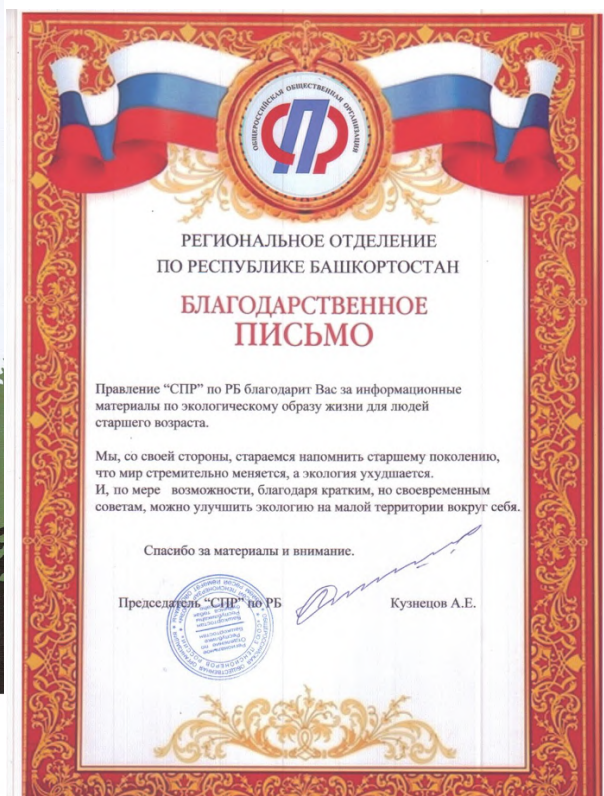 ОБЩЕРОССИЙСКАЯ ОБЩЕСТВЕННАЯ ОРГАНИЗАЦИЯ
СПР
РЕГИОНАЛЬНОЕ ОТДЕЛЕНИЕ
ПО РЕСПУБЛИКЕ БАШКОРТОСТАН
БЛАГОДАРСТВЕННОЕ
ПИСЬМО
Правление “СПР” по РБ благодарит Вас за информационные
материалы по экологическому образу жизни для людей
старшего возраста.
Мы, со своей стороны, стараемся напомнить старшему поколению,
что мир стремительно меняется, а экология ухудшается.
И, по мере возможности, благодаря кратким, но своевременным
советам, можно улучшить экологию на малой территории вокруг себя.
Спасибо за материалы и внимание.
Председатель “СПР” по РБ Кузнецов А.Е.